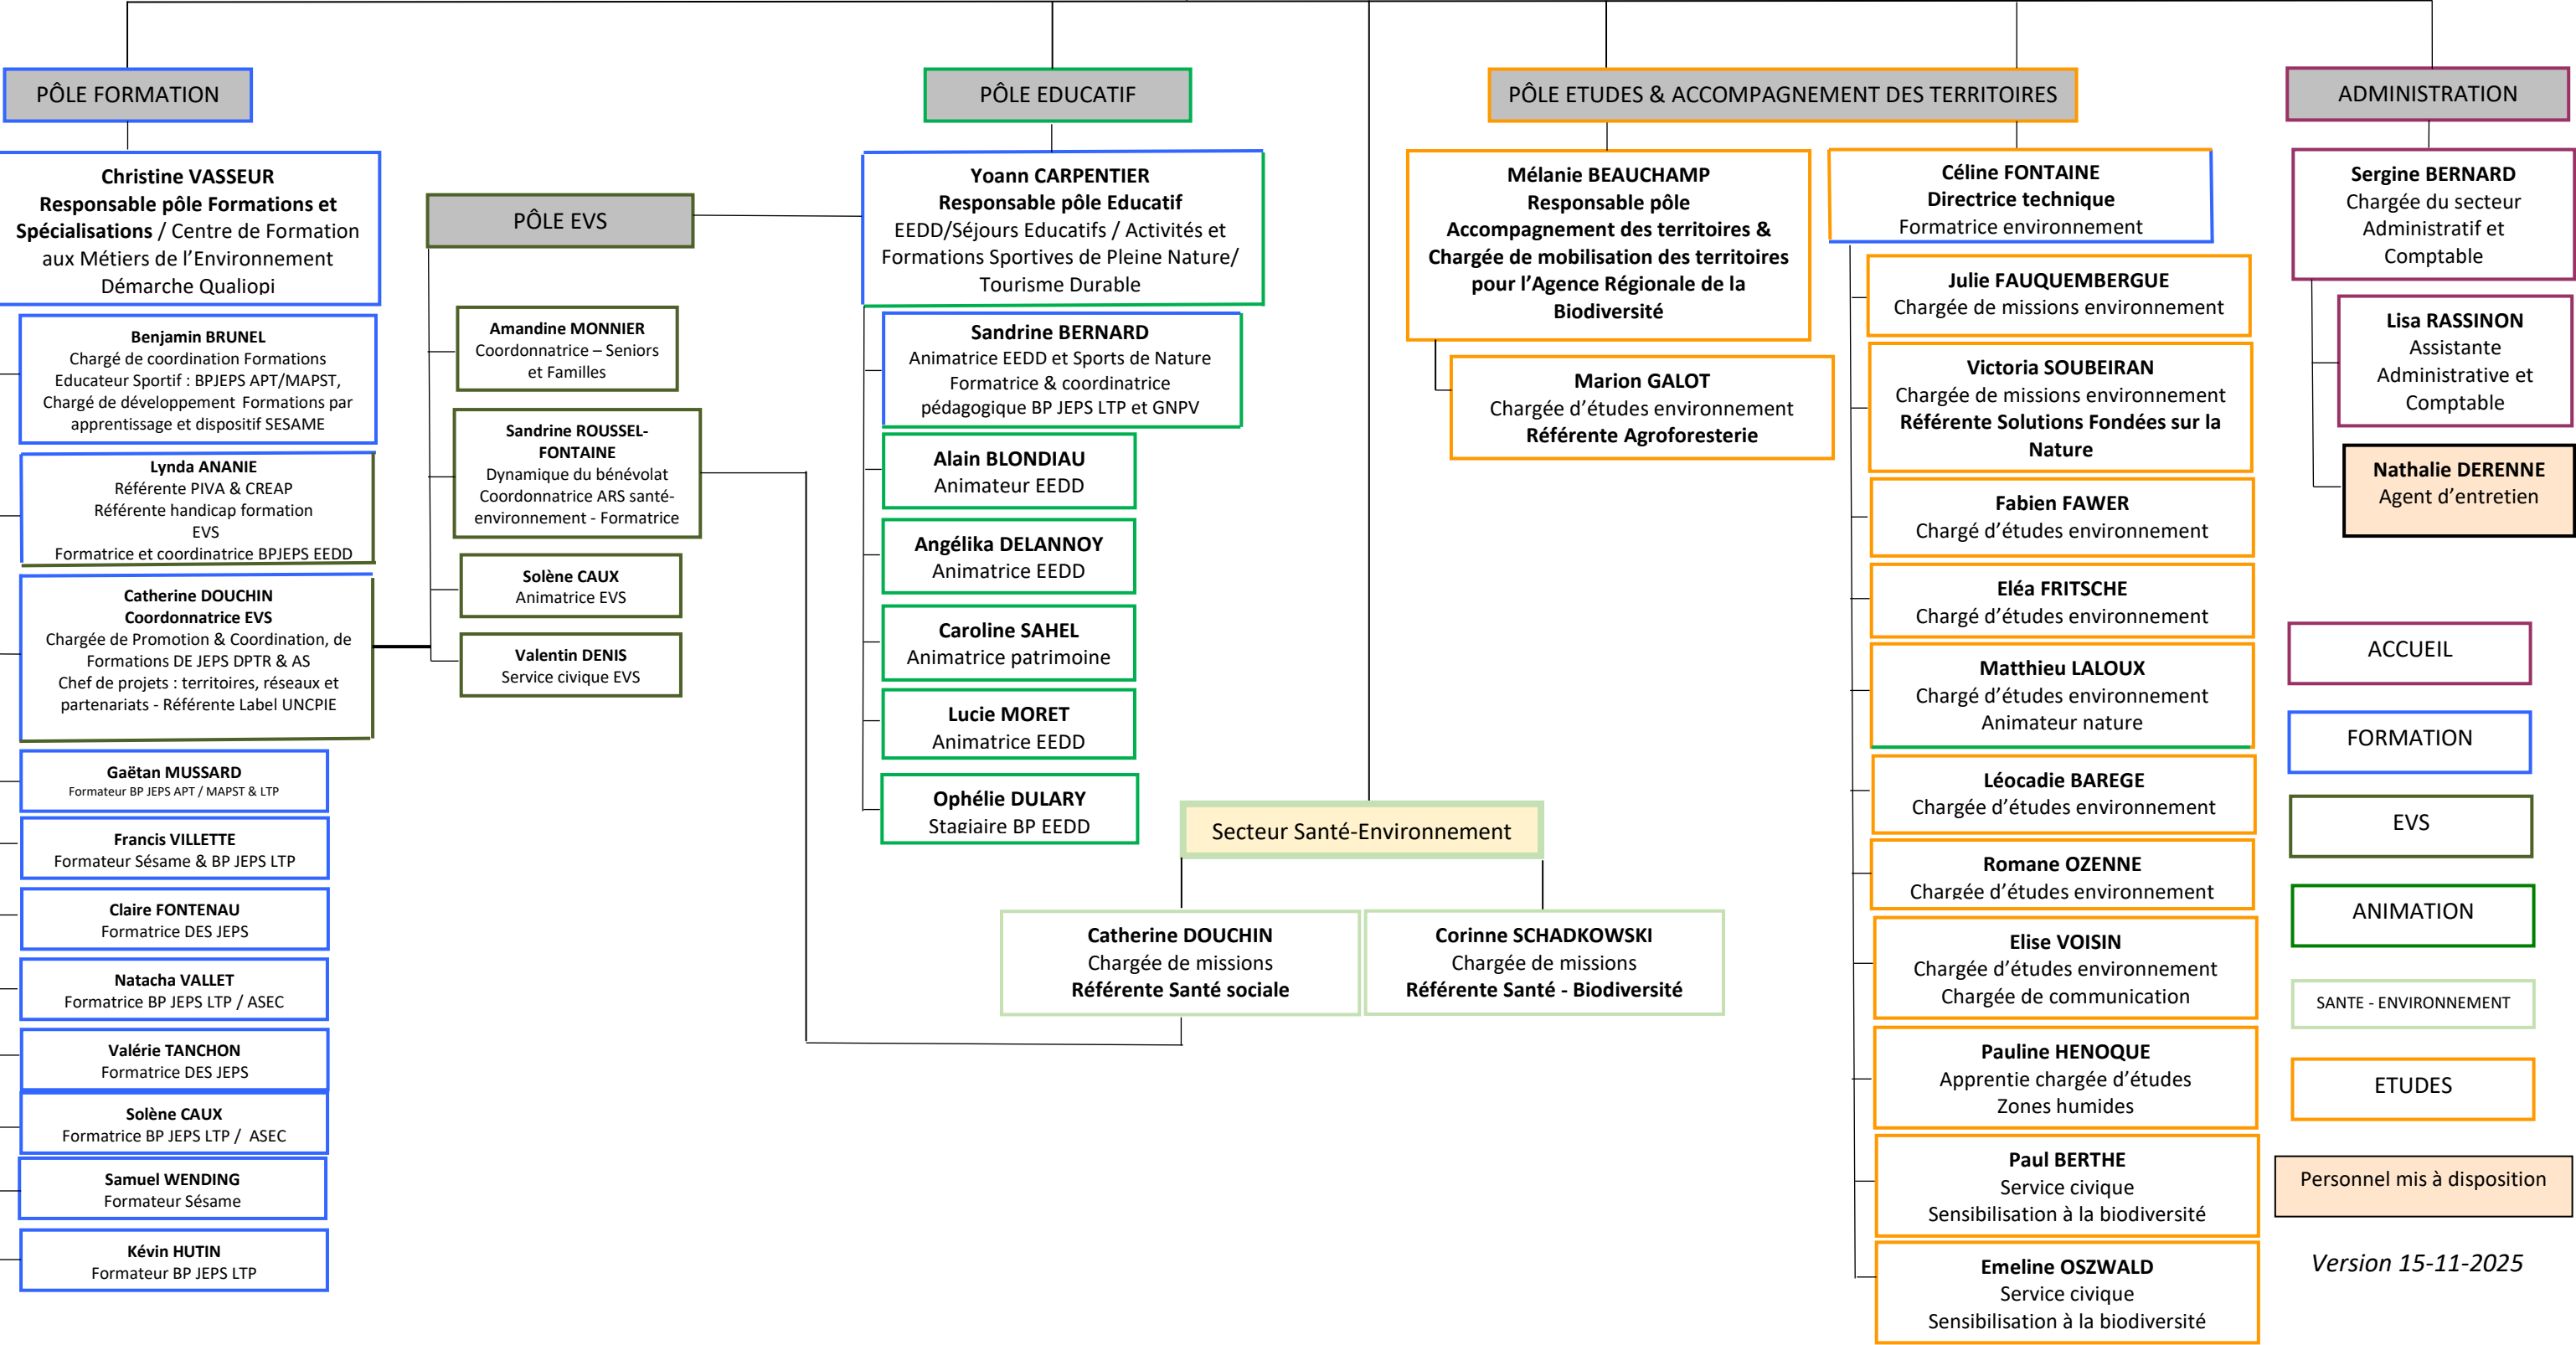 PÔLE FORMATION
Christine VASSEUR
Responsable pôle Formations et
Spécialisations / Centre de Formation
aux Métiers de l’Environnement
Démarche Qualiopi
Benjamin BRUNEL
Chargé de coordination Formations
Educateur Sportif : BPJEPS APT/MAPST,
Chargé de développement Formations par
apprentissage et dispositif SESAME
Lynda ANANIE
Référente PIVA & CREAP
Référente handicap formation
EVS
Formatrice et coordinatrice BPJEPS EEDD
Catherine DOUCHIN
Coordonnatrice EVS
Chargée de Promotion & Coordination, de
Formations DE JEPS DPTR & AS
Chef de projets : territoires, réseaux et
partenariats - Référente Label UNCPIE
Gaëtan MUSSARD
Formateur BP JEPS APT / MAPST & LTP
Francis VILLETTE
Formateur Sésame & BP JEPS LTP
Claire FONTENAU
Formatrice DES JEPS
Natacha VALLET
Formatrice BP JEPS LTP / ASEC
Valérie TANCHON
Formatrice DES JEPS
Solène CAUX
Formatrice BP JEPS LTP / ASEC
Samuel WENDING
Formateur Sésame
Kévin HUTIN
Formateur BP JEPS LTP
PÔLE EVS
Amandine MONNIER
Coordonnatrice – Seniors
et Familles
Sandrine ROUSSEL-
FONTAINE
Dynamique du bénévolat
Coordonnatrice ARS santé-
environnement - Formatrice
Solène CAUX
Animatrice EVS
Valentin DENIS
Service civique EVS
PÔLE EDUCATIF
Yoann CARPENTIER
Responsable pôle Educatif
EEDD/Séjours Educatifs / Activités et
Formations Sportives de Pleine Nature/
Tourisme Durable
Sandrine BERNARD
Animatrice EEDD et Sports de Nature
Formatrice & coordinatrice
pédagogique BP JEPS LTP et GNPV
Alain BLONDIAU
Animateur EEDD
Angélika DELANNOY
Animatrice EEDD
Caroline SAHEL
Animatrice patrimoine
Lucie MORET
Animatrice EEDD
Ophélie DULARY
Stagiaire BP EEDD
Secteur Santé-Environnement
Catherine DOUCHIN
Chargée de missions
Référente Santé sociale
Corinne SCHADKOWSKI
Chargée de missions
Référente Santé - Biodiversité
PÔLE ETUDES & ACCOMPAGNEMENT DES TERRITOIRES
Mélanie BEAUCHAMP
Responsable pôle
Accompagnement des territoires &
Chargée de mobilisation des territoires
pour l’Agence Régionale de la
Biodiversité
Marion GALOT
Chargée d’études environnement
Référente Agroforesterie
Céline FONTAINE
Directrice technique
Formatrice environnement
Julie FAUQUEMBERGUE
Chargée de missions environnement
Victoria SOUBEIRAN
Chargée de missions environnement
Référente Solutions Fondées sur la
Nature
Fabien FAWER
Chargé d’études environnement
Eléa FRITSCHE
Chargé d’études environnement
Matthieu LALOUX
Chargé d’études environnement
Animateur nature
Léocadie BAREGE
Chargée d’études environnement
Romane OZENNE
Chargée d’études environnement
Elise VOISIN
Chargée d’études environnement
Chargée de communication
Pauline HENOQUE
Apprentie chargée d’études
Zones humides
Paul BERTHE
Service civique
Sensibilisation à la biodiversité
Emeline OSZWALD
Service civique
Sensibilisation à la biodiversité
ADMINISTRATION
Sergine BERNARD
Chargée du secteur
Administratif et
Comptable
Lisa RASSINON
Assistante
Administrative et
Comptable
Nathalie DERENNE
Agent d’entretien
ACCUEIL
FORMATION
EVS
ANIMATION
SANTE - ENVIRONNEMENT
ETUDES
Personnel mis à disposition
Version 15-11-2025